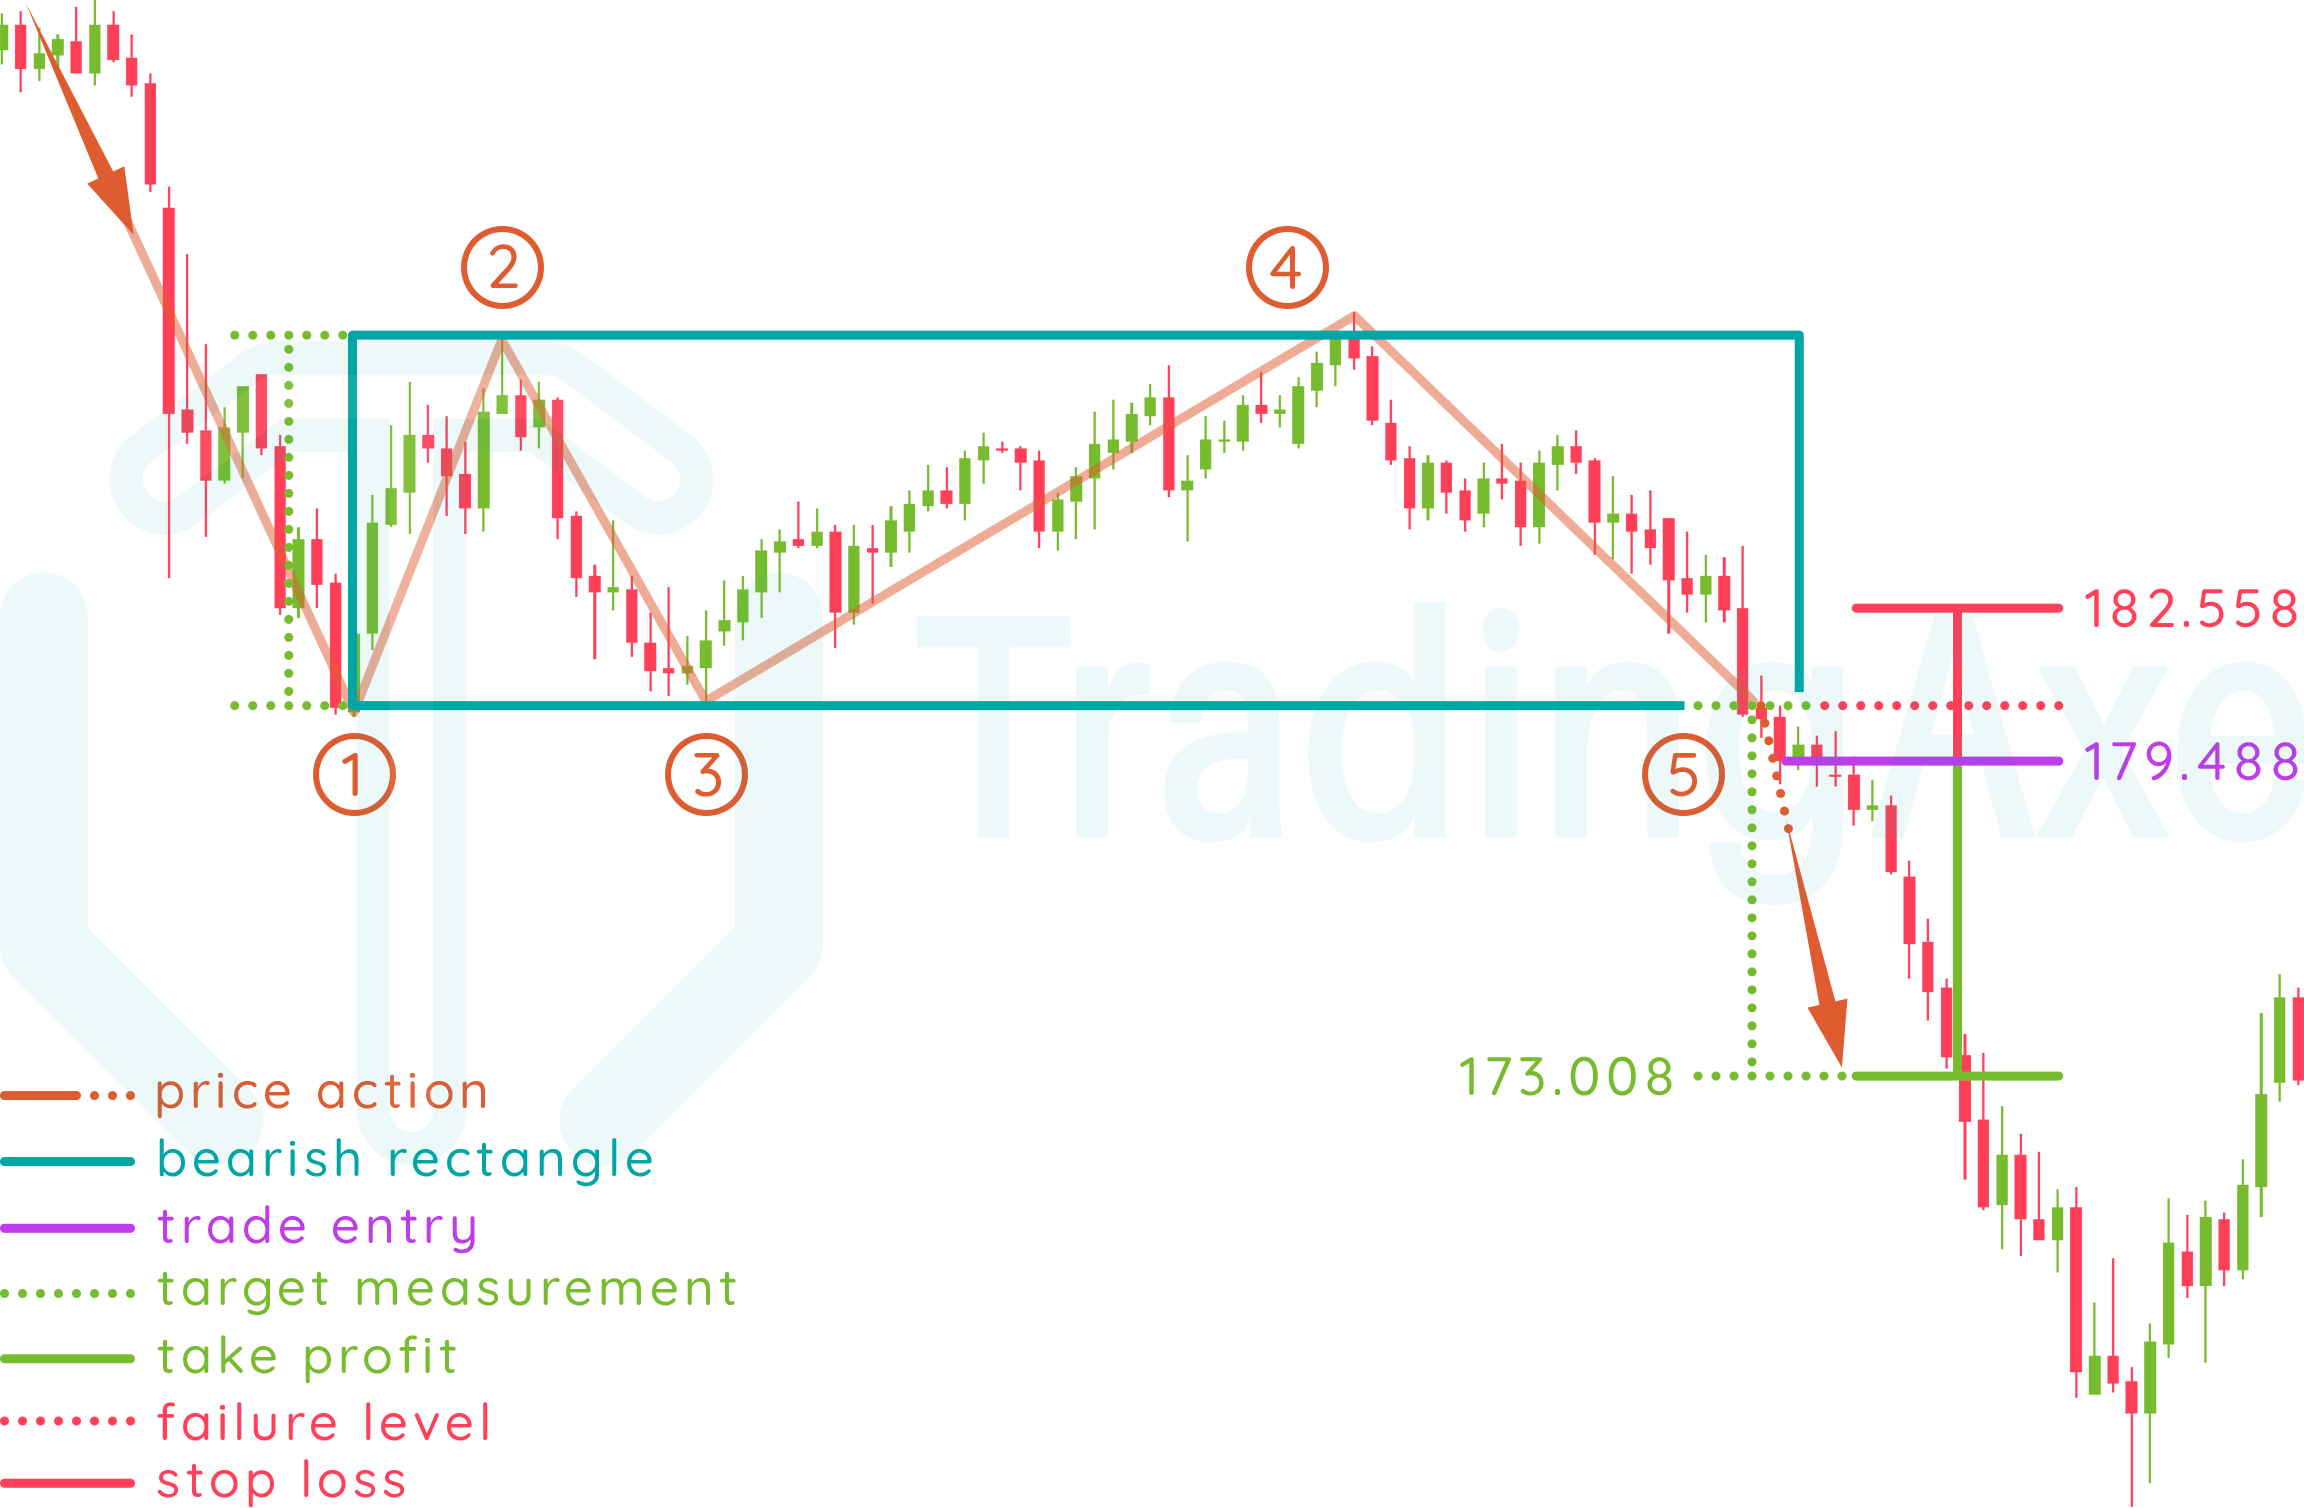 2
4
182.558
TradingAxe
179.488
1
3
5
173.008
price action
bearish rectangle
trade entry
target measurement
take profit
failure level
stop loss